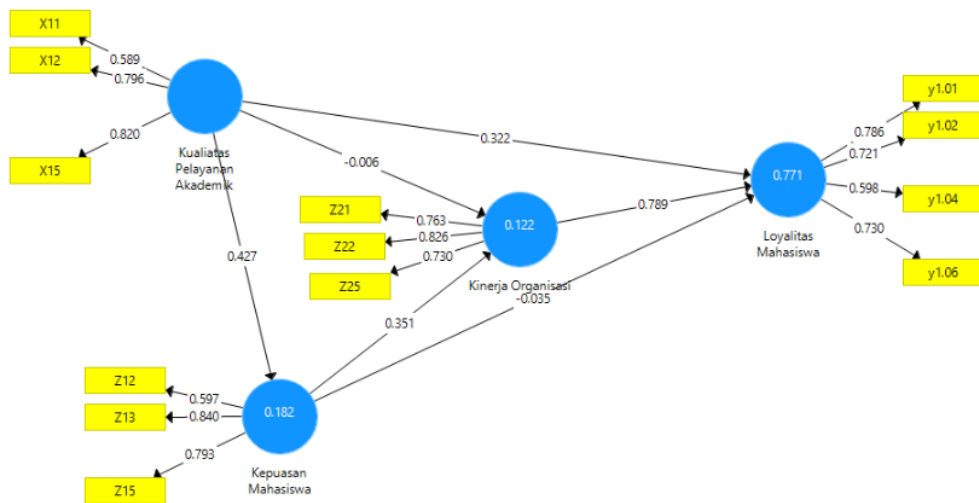 X11
0.589
X12
0.796
0.820
X15
Kualiatas
Pelayanan
Akademik
0.322
-0.006
0.427
Z21
0.763
Z22
0.826
Z25
0.730
0.122
Kinerja Organisasi
0.789
-0.035
0.351
0.771
Loyalitas
Mahasiswa
y1.01
0.786
y1.02
0.721
y1.04
0.598
0.730
y1.06
Z12
0.597
Z13
0.840
0.793
Z15
0.182
Kepuasan
Mahasiswa